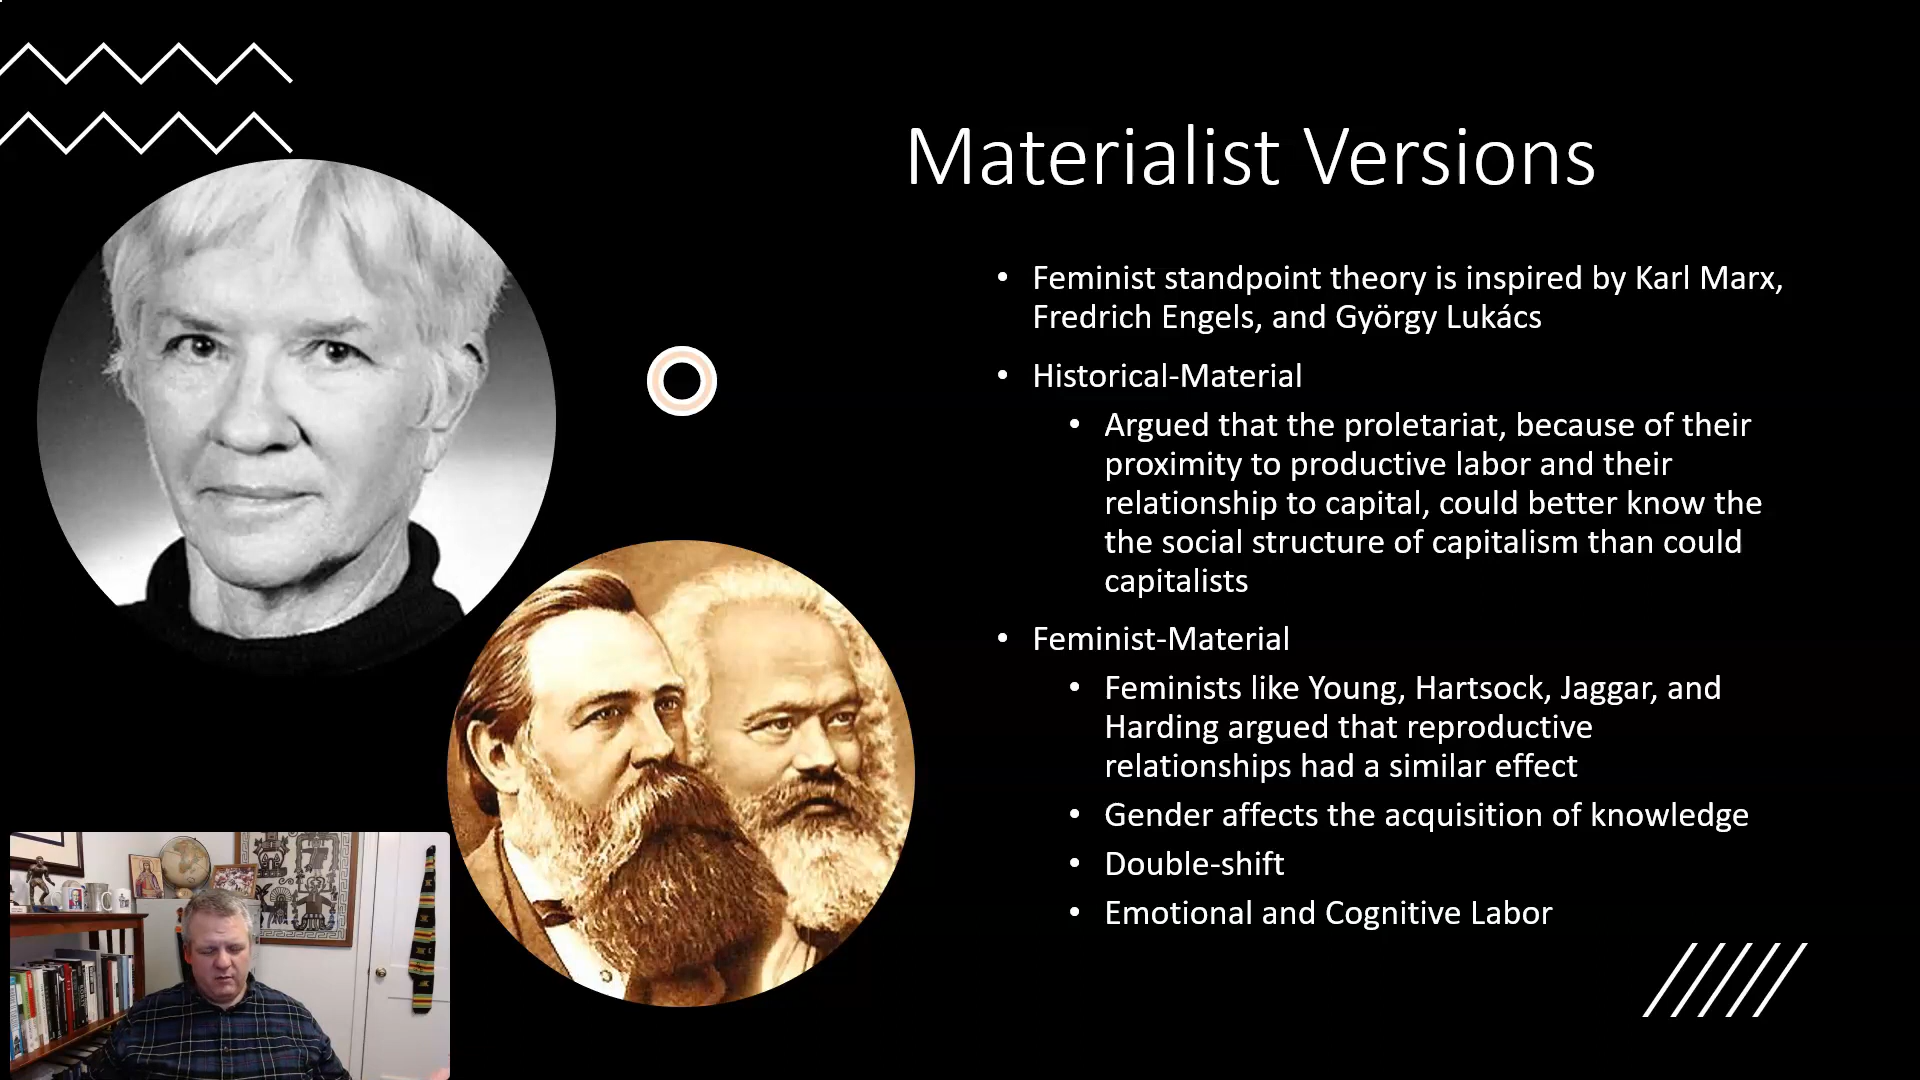 Materialist Versions
• Feminist standpoint theory is inspired by Karl Marx,
Fredrich Engels, and György Lukács
• Historical-Material
• Argued that the proletariat, because of their
proximity to productive labor and their
relationship to capital, could better know the
the social structure of capitalism than could
capitalists
• Feminist-Material
• Feminists like Young, Hartsock, Jaggar, and
Harding argued that reproductive
relationships had a similar effect
• Gender affects the acquisition of knowledge
• Double-shift
• Emotional and Cognitive Labor